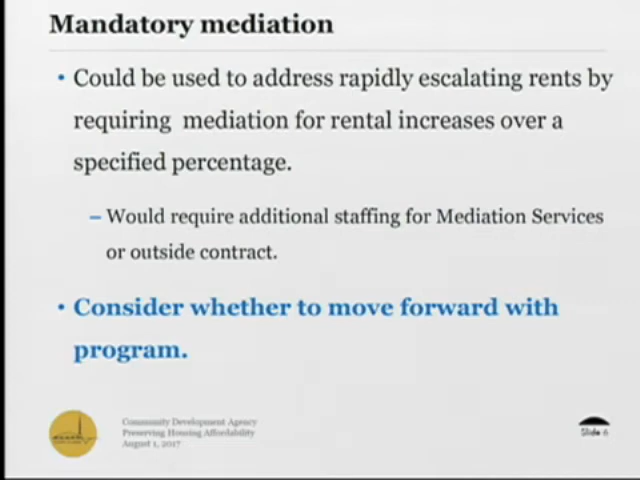 Mandatory mediation
• Could be used to address rapidly escalating rents by
requiring mediation for rental increases over a
specified percentage.
– Would require additional staffing for Mediation Services
or outside contract.
• Consider whether to move forward with
program.
Community Development Agency
Preserving Housing Affordability
August 1, 2017
Slide 6